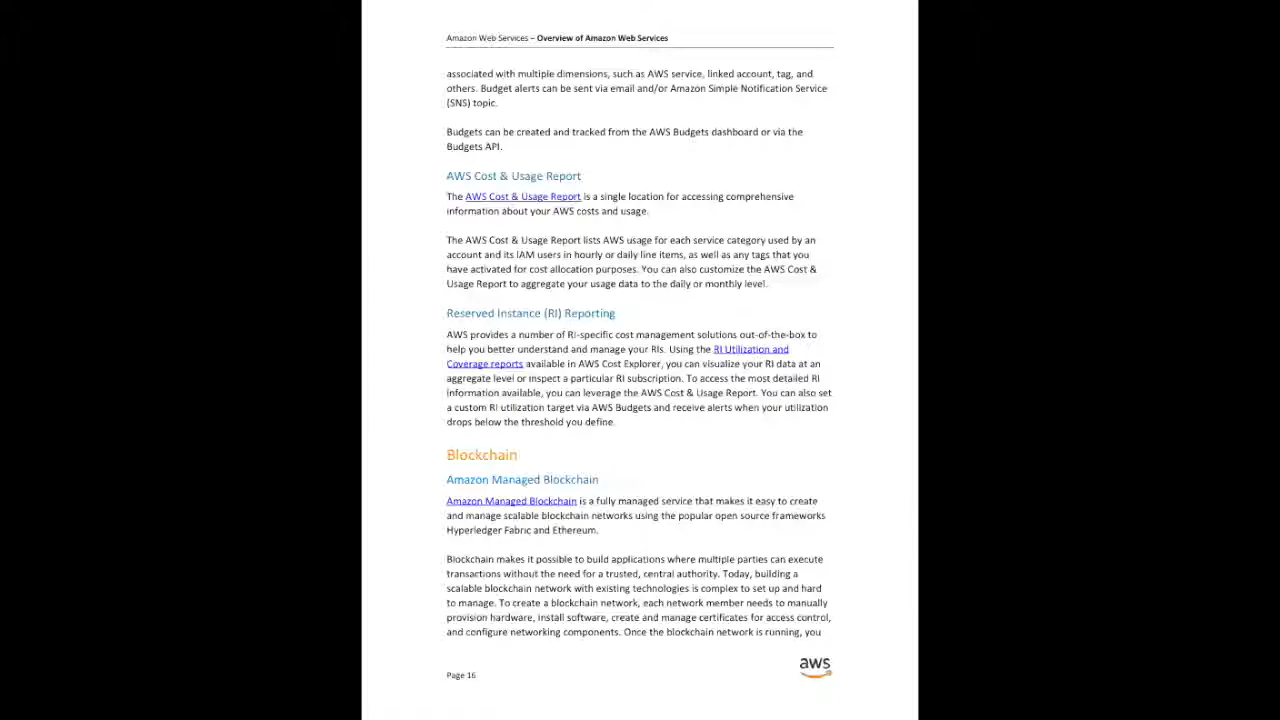 Amazon Web Services – Overview of Amazon Web Services
associated with multiple dimensions, such as AWS service, linked account, tag, and
others. Budget alerts can be sent via email and/or Amazon Simple Notification Service
(SNS) topic.
Budgets can be created and tracked from the AWS Budgets dashboard or via the
Budgets API.
AWS Cost & Usage Report
The AWS Cost & Usage Report is a single location for accessing comprehensive
information about your AWS costs and usage.
The AWS Cost & Usage Report lists AWS usage for each service category used by an
account and its IAM users in hourly or daily line items, as well as any tags that you
have activated for cost allocation purposes. You can also customize the AWS Cost &
Usage Report to aggregate your usage data to the daily or monthly level.
Reserved Instance (RI) Reporting
AWS provides a number of RI-specific cost management solutions out-of-the-box to
help you better understand and manage your RIs. Using the RI Utilization and
Coverage reports available in AWS Cost Explorer, you can visualize your RI data at an
aggregate level or inspect a particular RI subscription. To access the most detailed RI
information available, you can leverage the AWS Cost & Usage Report. You can also set
a custom RI utilization target via AWS Budgets and receive alerts when your utilization
drops below the threshold you define.
Blockchain
Amazon Managed Blockchain
Amazon Managed Blockchain is a fully managed service that makes it easy to create
and manage scalable blockchain networks using the popular open source frameworks
Hyperledger Fabric and Ethereum.
Blockchain makes it possible to build applications where multiple parties can execute
transactions without the need for a trusted, central authority. Today, building a
scalable blockchain network with existing technologies is complex to set up and hard
to manage. To create a blockchain network, each network member needs to manually
provision hardware, install software, create and manage certificates for access control,
and configure networking components. Once the blockchain network is running, you
aws
Page 16